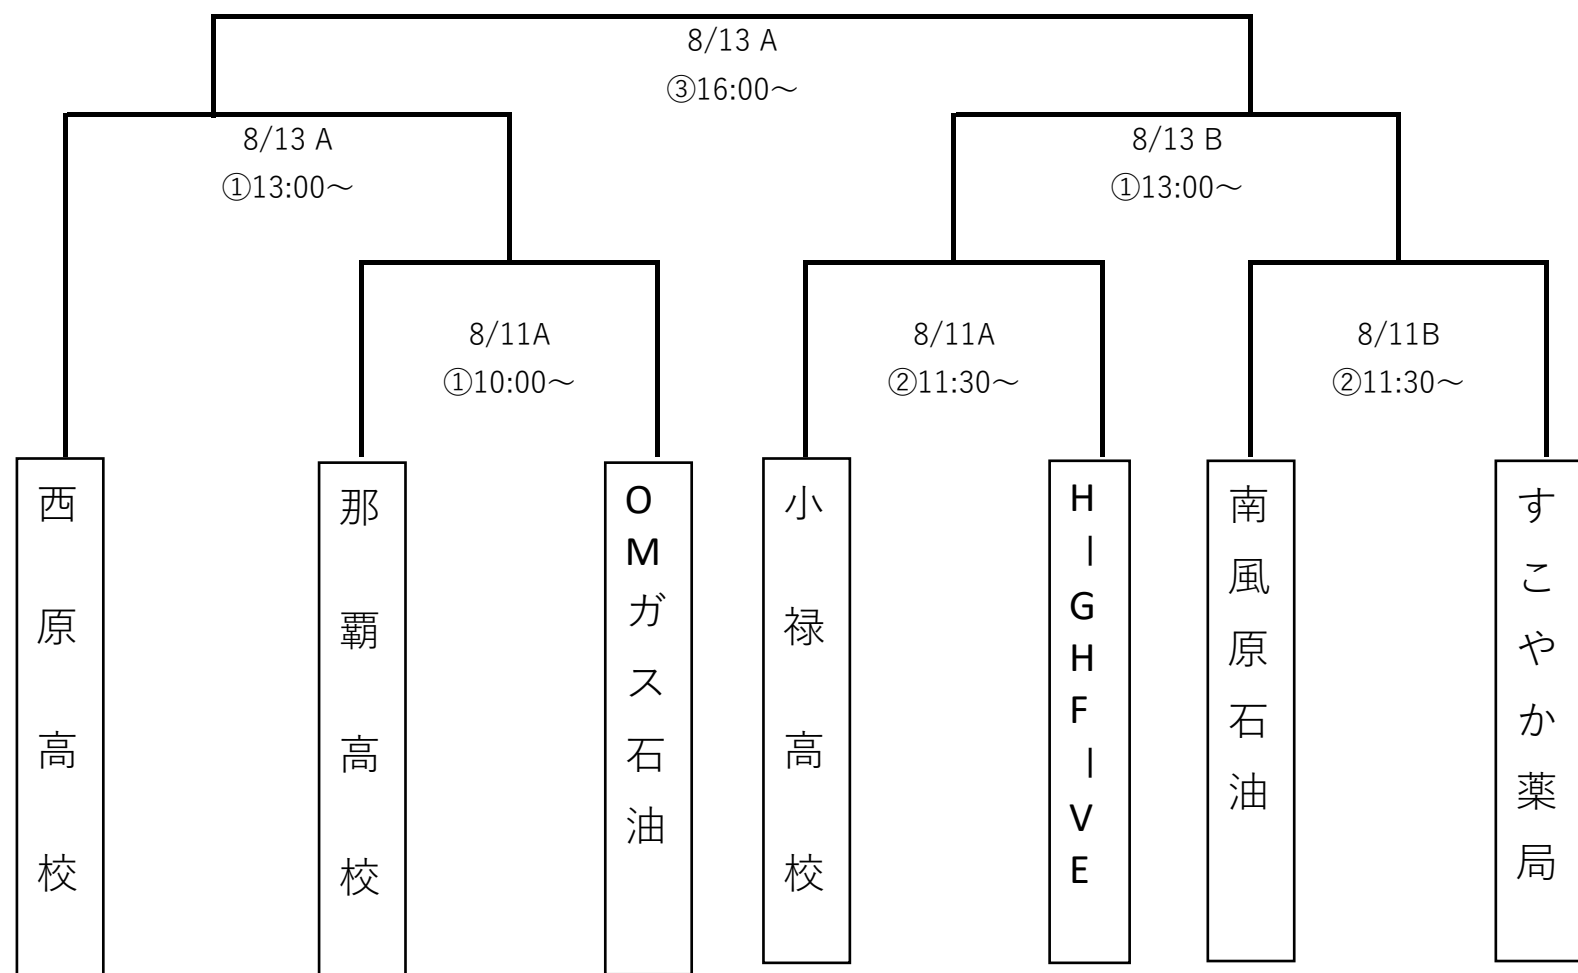 8/13 A
③16:00～
8/13 A
①13:00～
8/13 B
①13:00～
8/11A
①10:00～
8/11A
②11:30～
8/11B
②11:30～
西原高校
那覇高校
OMガス石油
小禄高校
HIGHFIVE
南風原石油
すこやか薬局